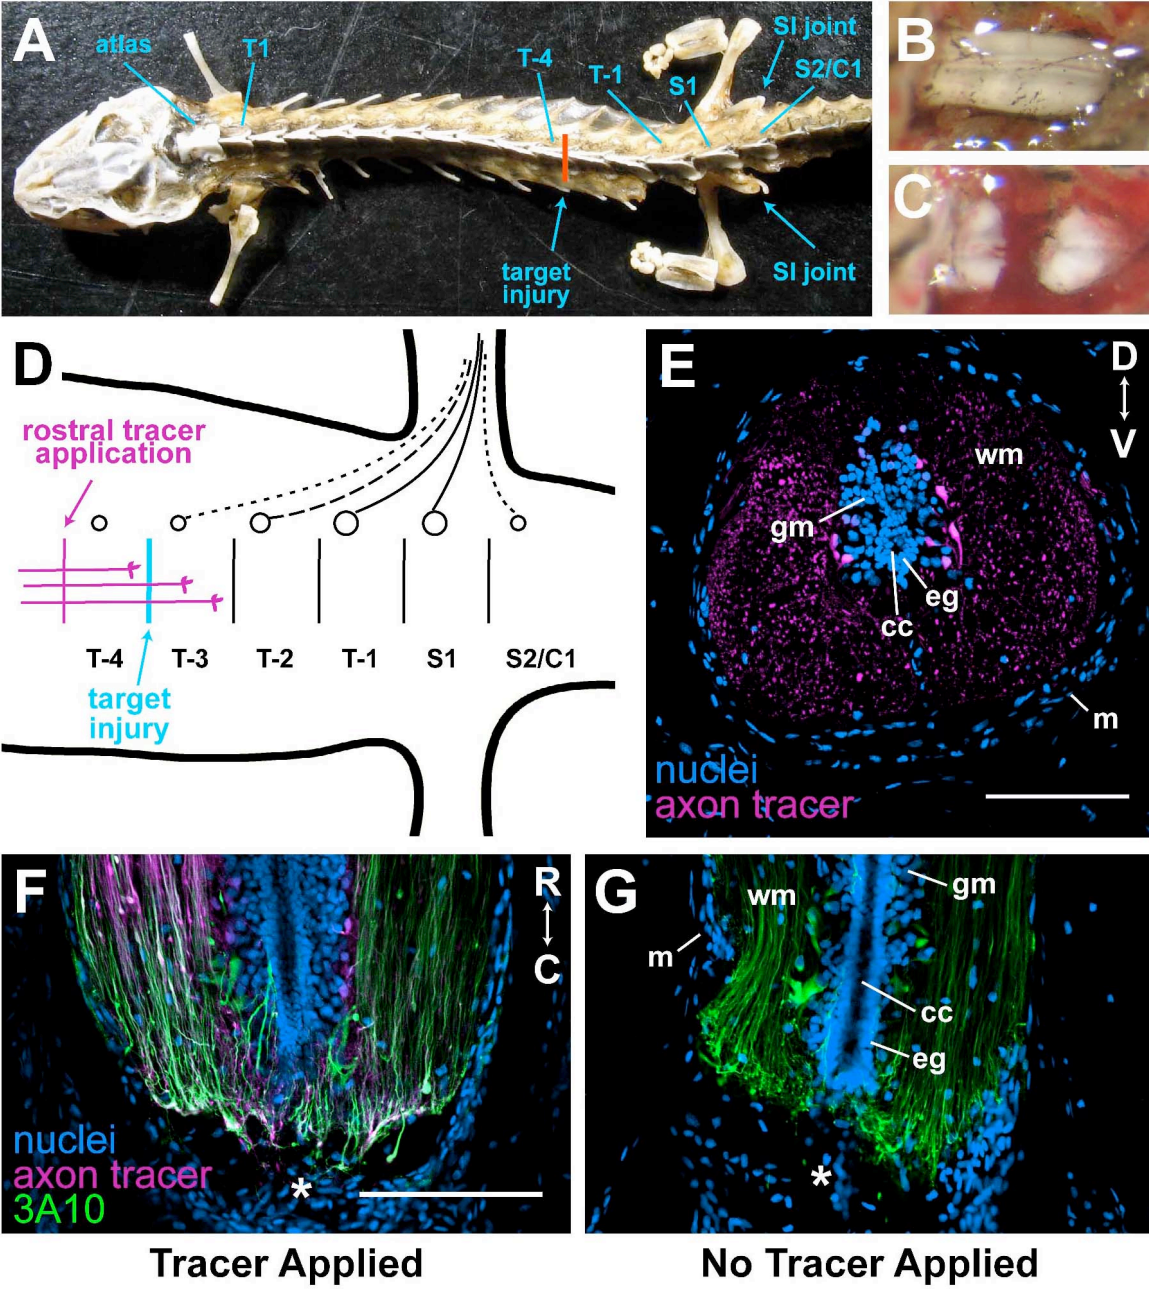 A
atlas
T1
T-4
T-1
S1
SI joint
S2/C1
target
injury
SI joint
B
C
D
rostral tracer
application
T-4
T-3
T-2
T-1
S1
S2/C1
target
injury
E
D
V
wm
gm
eg
cc
m
nuclei
axon tracer
F
R
C
nuclei
axon tracer
3A10
*
Tracer Applied
G
wm
gm
m
cc
eg
*
No Tracer Applied